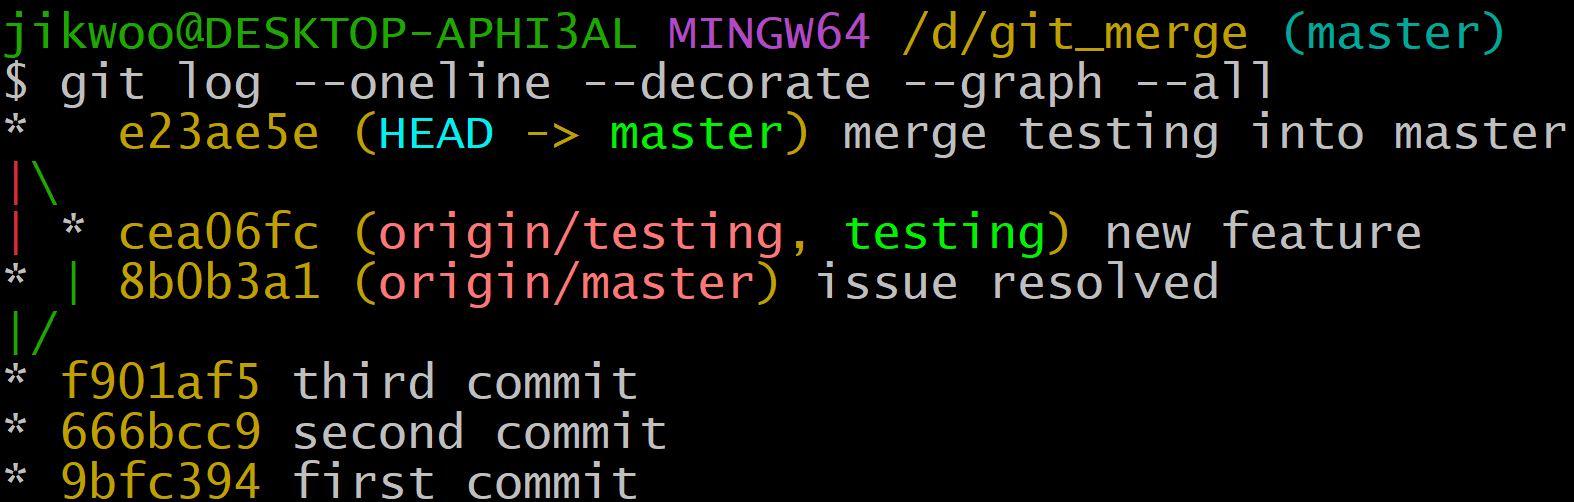 jikwoo@DESKTOP-APHI3AL MINGW64 /d/git_merge (master)
$ git log --oneline --decorate --graph --all
*   e23ae5e (HEAD -> master) merge testing into master
|\
| * cea06fc (origin/testing, testing) new feature
* | 8b0b3a1 (origin/master) issue resolved
|/
* f901af5 third commit
* 666bcc9 second commit
* 9bfc394 first commit